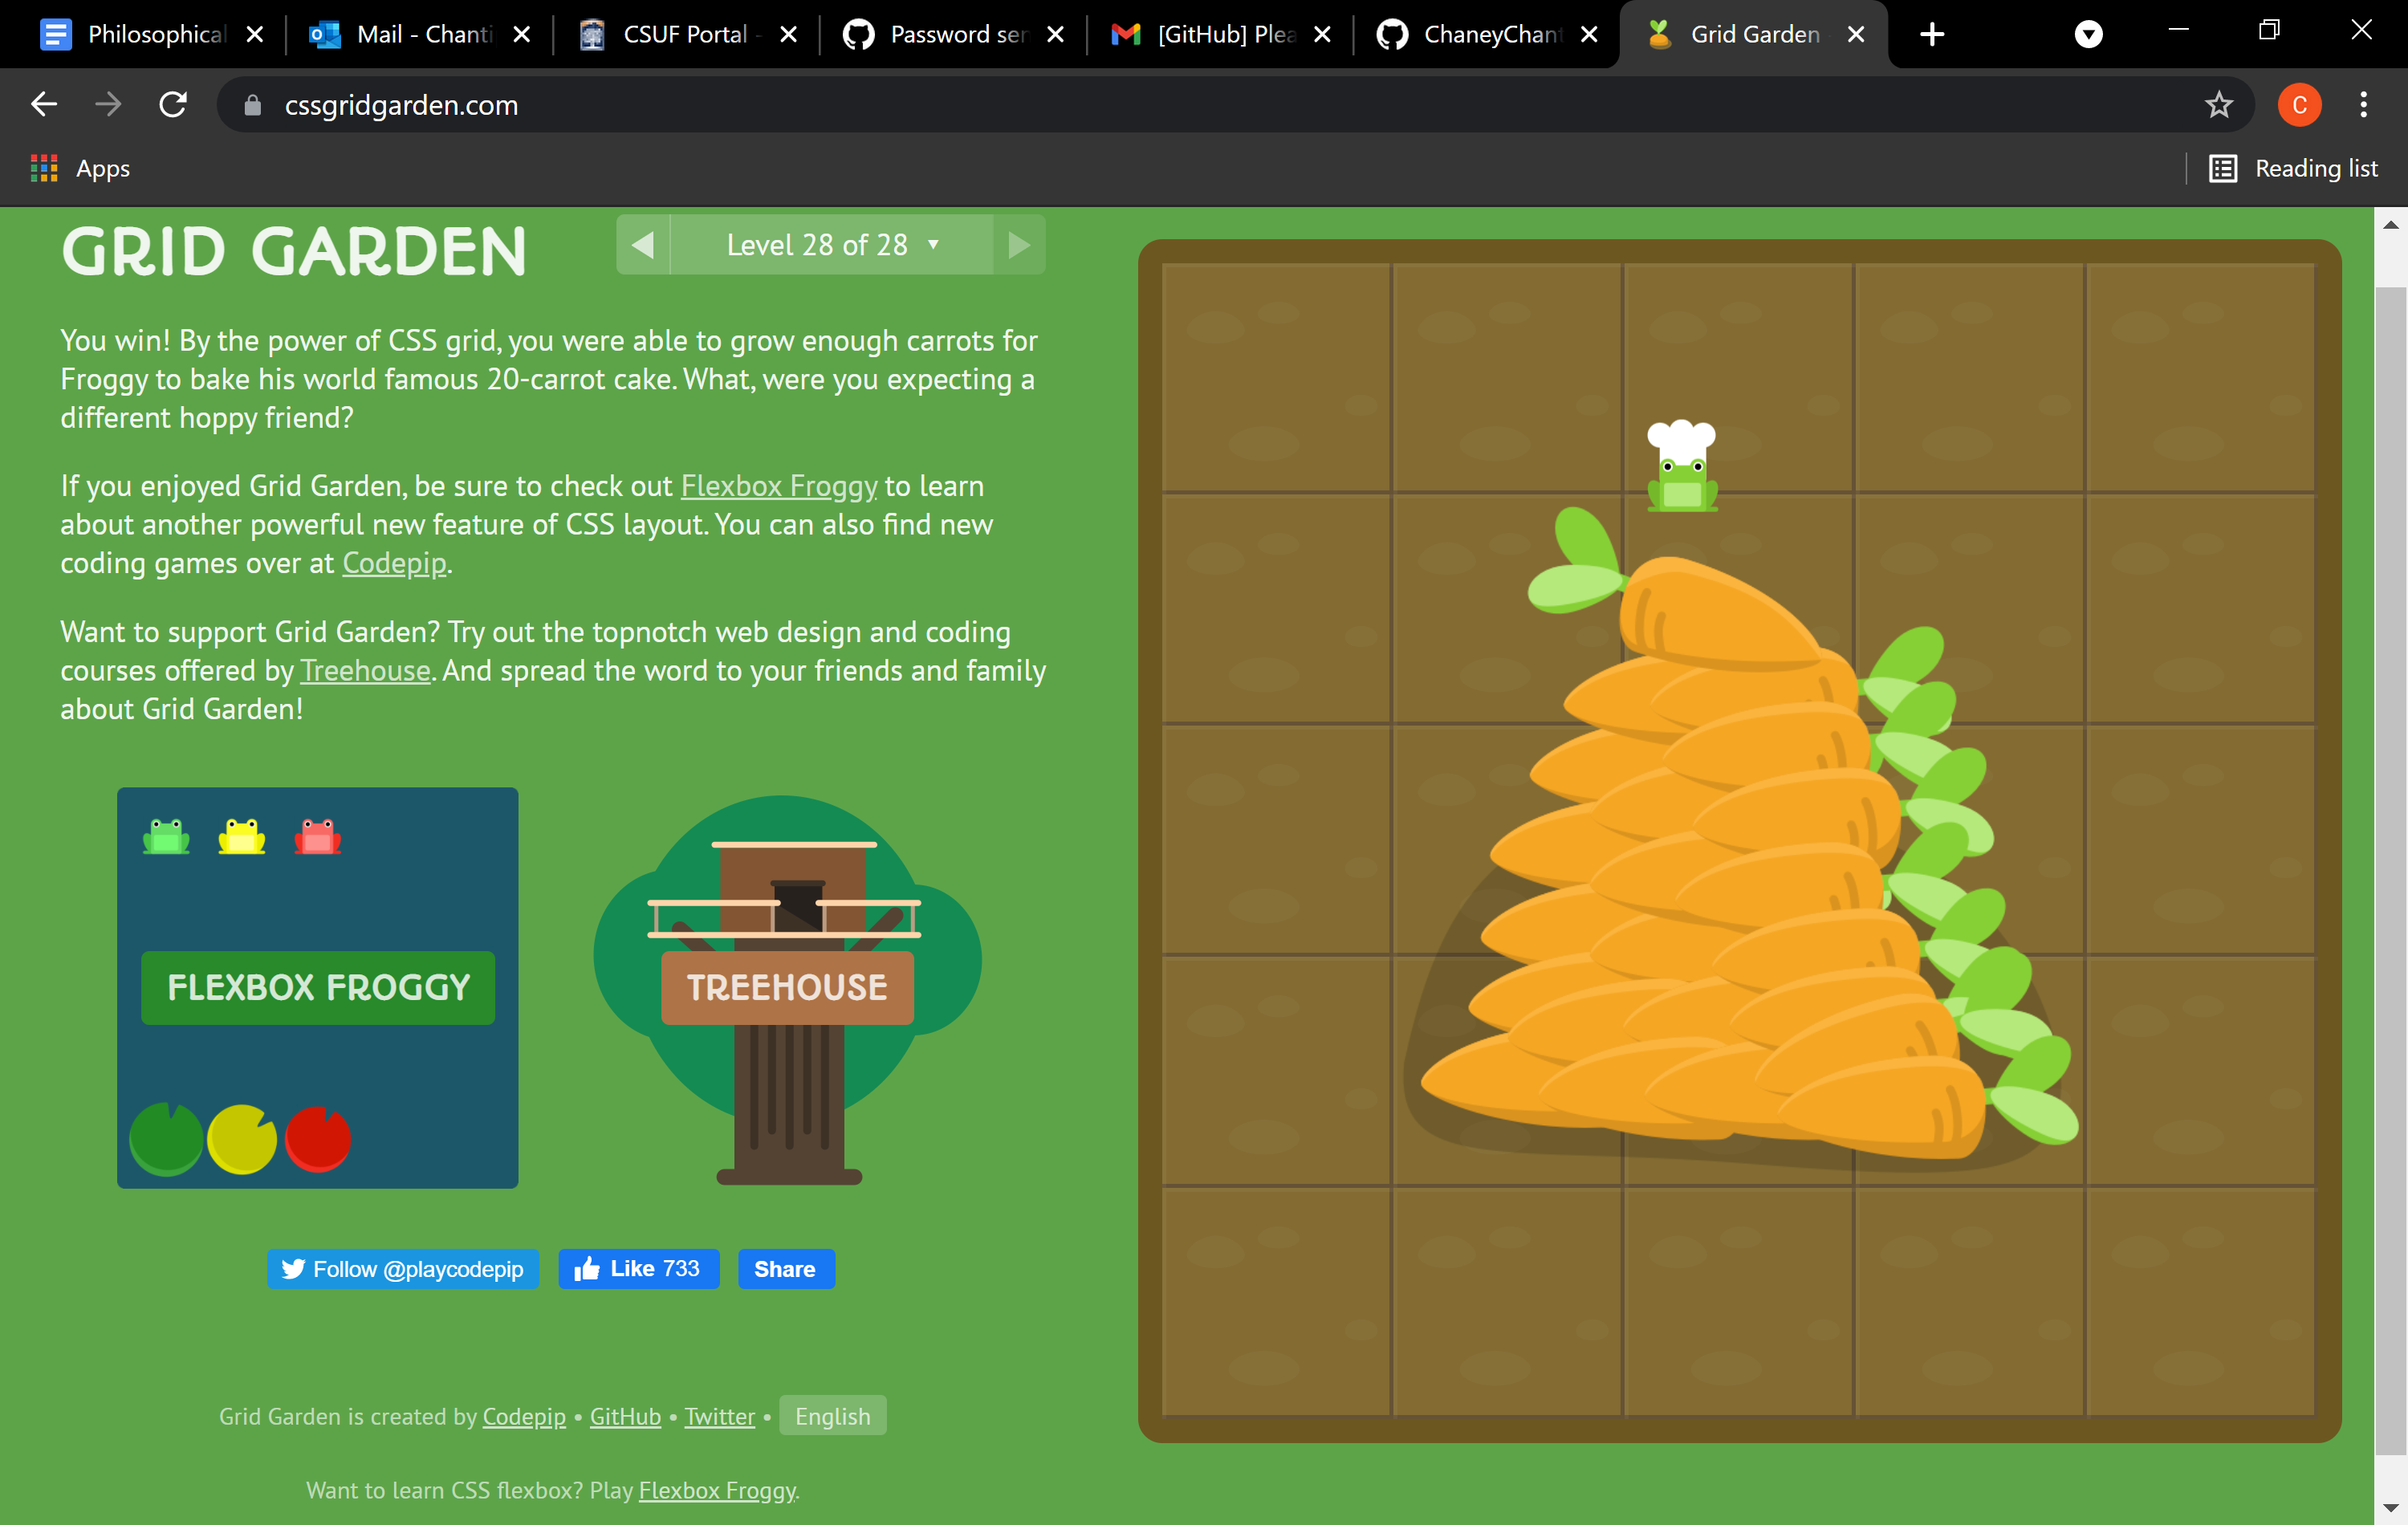 Philosophical
Mail - Chanti
CSUF Portal -
Password ser
[GitHub] Plea
ChaneyChant
Grid Garden -
cssgridgarden.com
C
Apps
Reading list
GRID GARDEN
Level 28 of 28
You win! By the power of CSS grid, you were able to grow enough carrots for
Froggy to bake his world famous 20-carrot cake. What, were you expecting a
different hoppy friend?
If you enjoyed Grid Garden, be sure to check out Flexbox Froggy to learn
about another powerful new feature of CSS layout. You can also find new
coding games over at Codepip.
Want to support Grid Garden? Try out the topnotch web design and coding
courses offered by Treehouse. And spread the word to your friends and family
about Grid Garden!
FLEXBOX FROGGY
TREEHOUSE
Follow @playcodepip
Like 733
Share
Grid Garden is created by Codepip • GitHub • Twitter • English
Want to learn CSS flexbox? Play Flexbox Froggy.